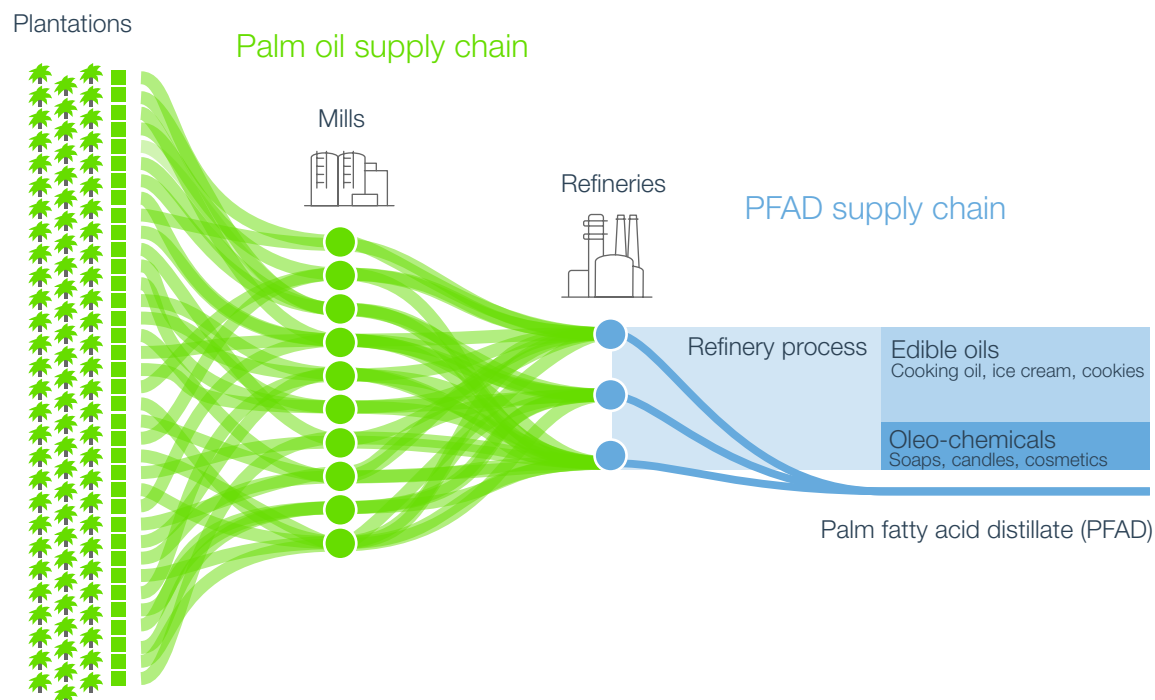 Plantations
Palm oil supply chain
Mills
Refineries
PFAD supply chain
Refinery process
Edible oils
Cooking oil, ice cream, cookies
Oleo-chemicals
Soaps, candles, cosmetics
Palm fatty acid distillate (PFAD)